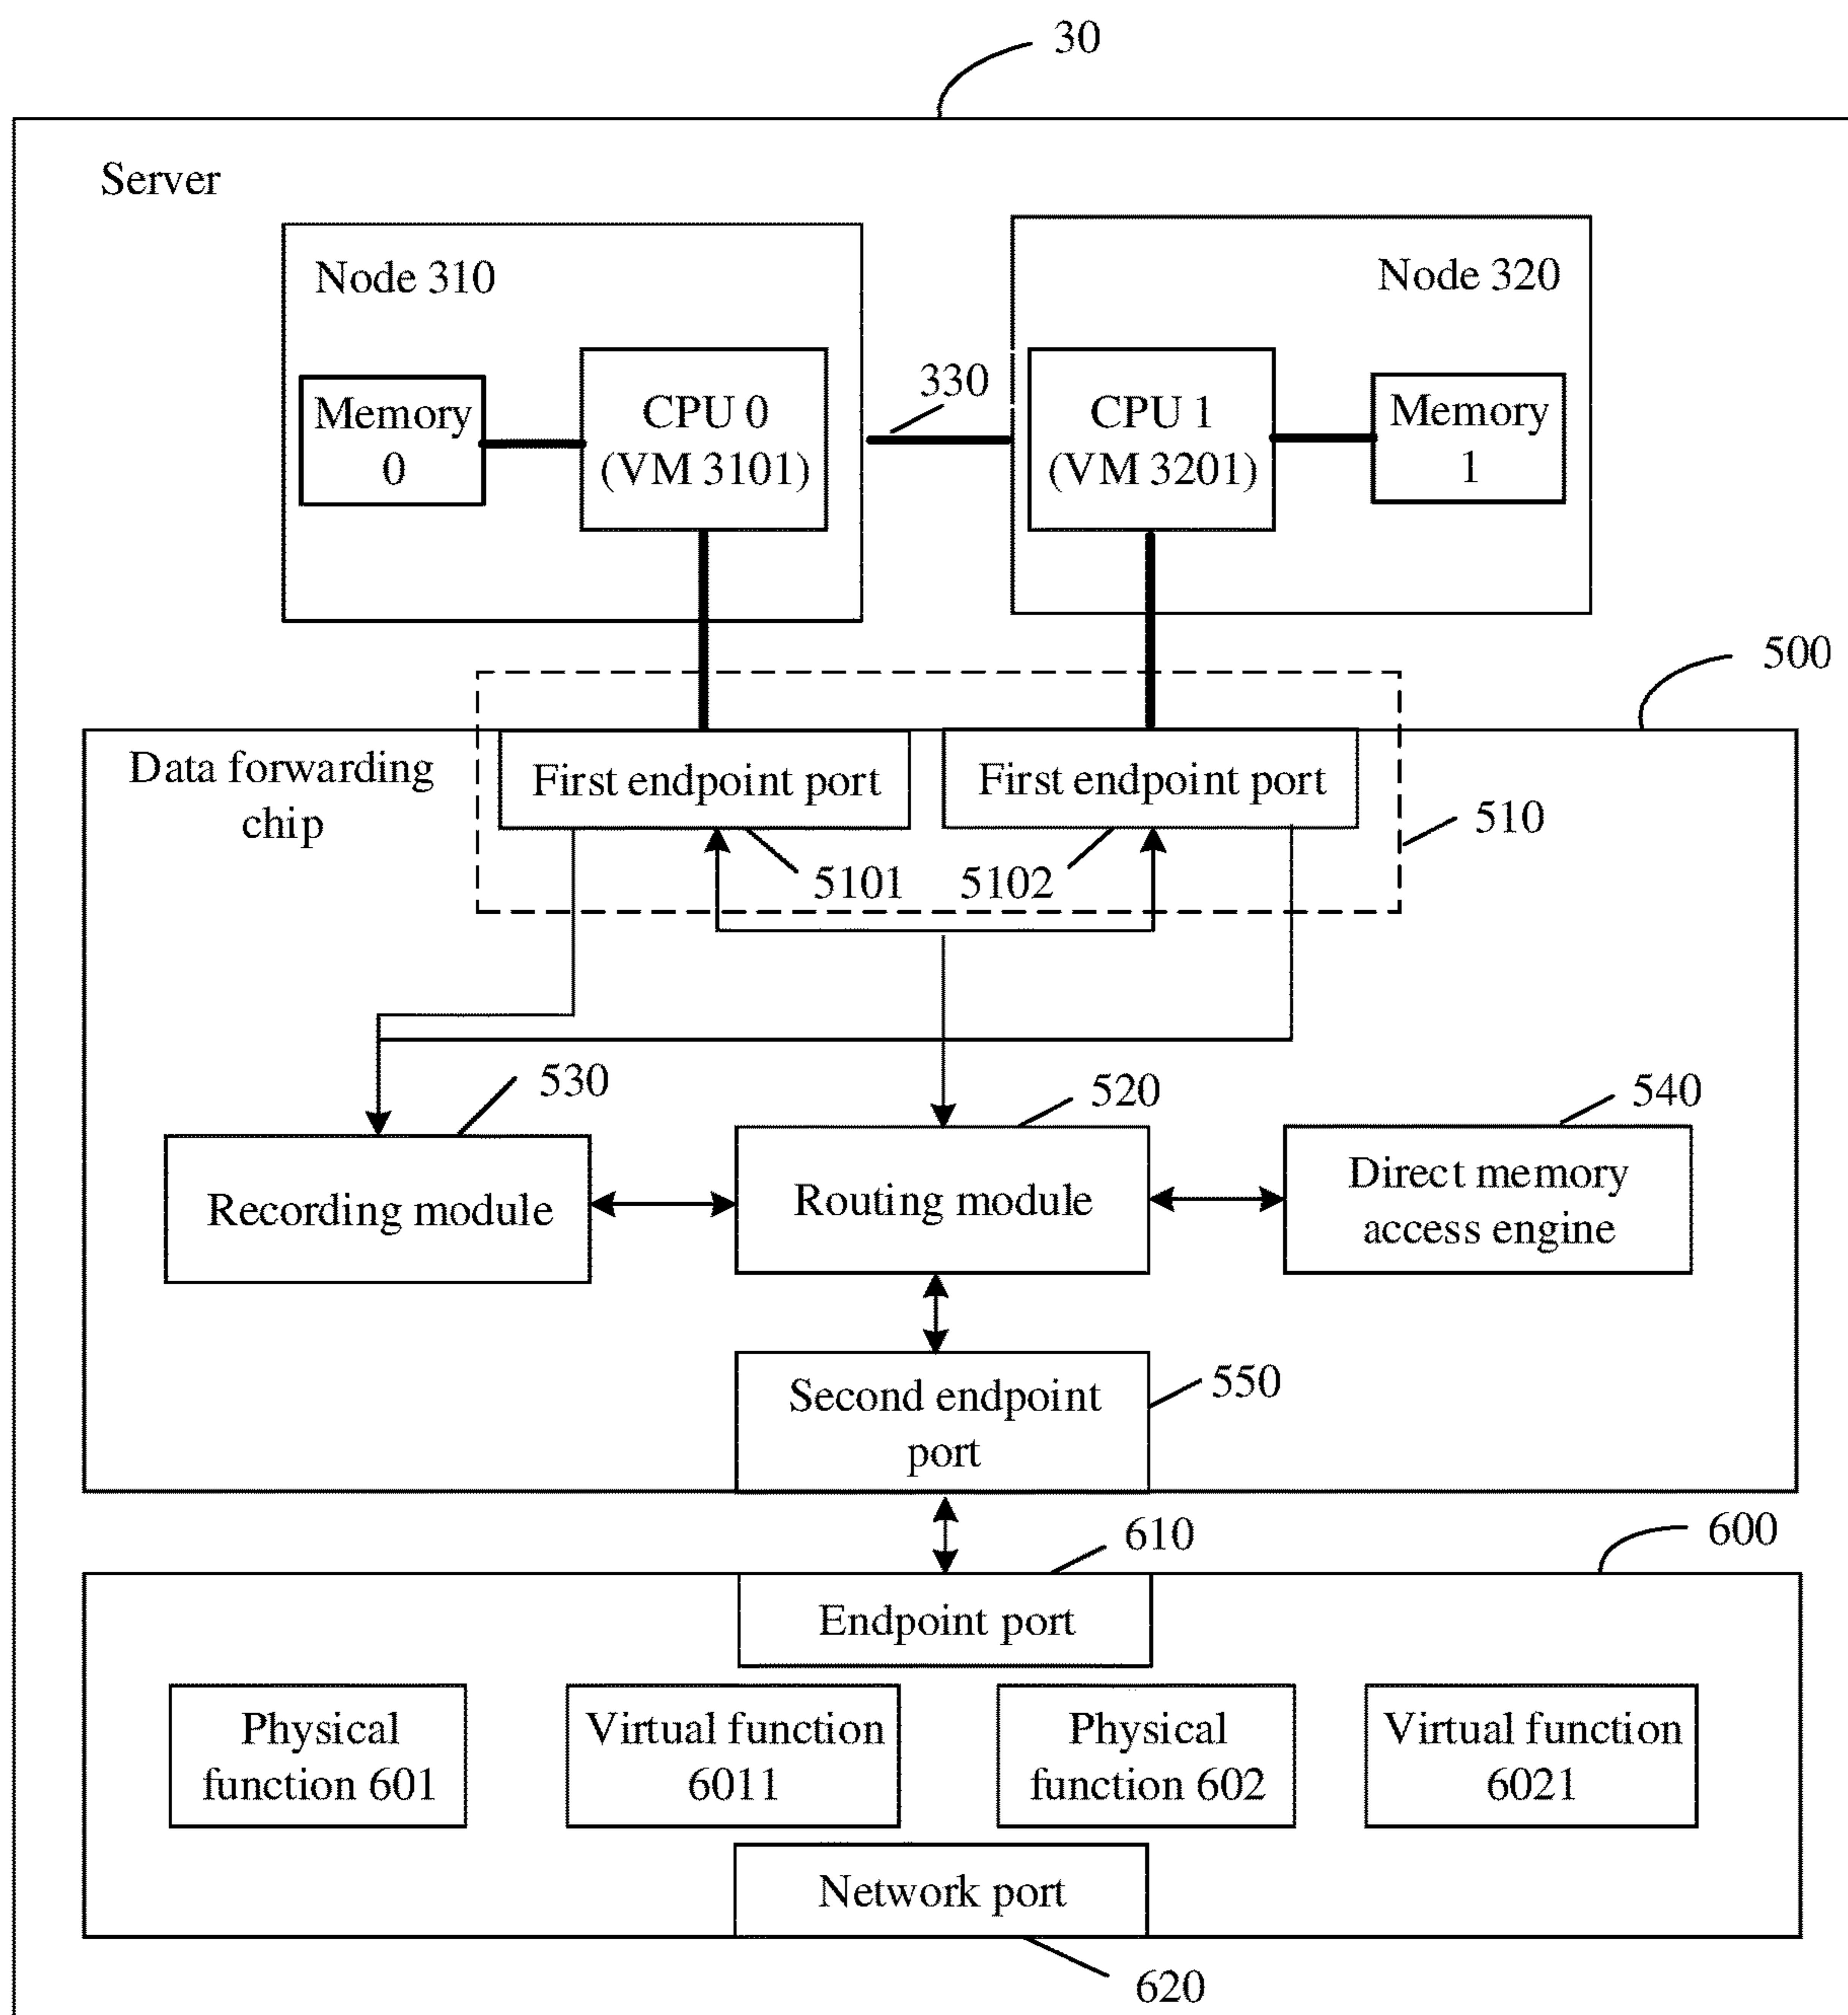 30
Server
Node 310
Node 320
Memory
0
CPU 0
(VM 3101)
330
CPU 1
(VM 3201)
Memory
1
500
Data forwarding
chip
First endpoint port
First endpoint port
510
5101
5102
530
520
540
Recording module
Routing module
Direct memory
access engine
Second endpoint
port
550
610
600
Endpoint port
Physical
function 601
Virtual function
6011
Physical
function 602
Virtual function
6021
Network port
620